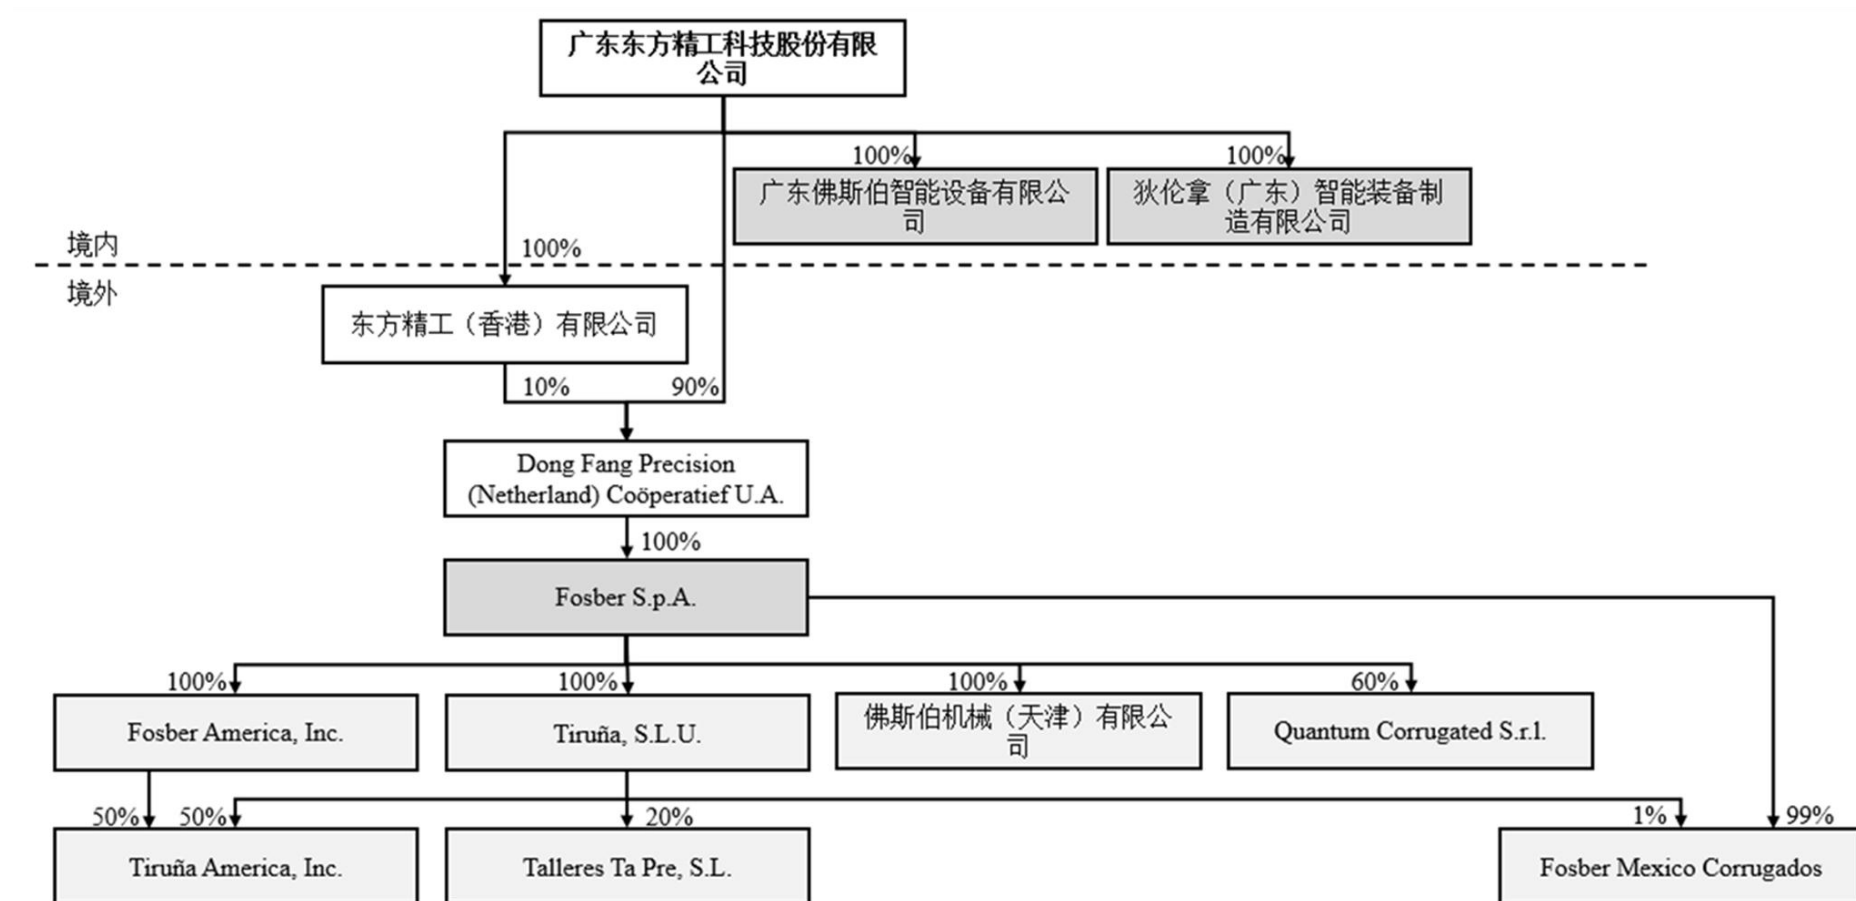 广东东方精工科技股份有限
公司
100%
100%
广东佛斯伯智能设备有限公
司
狄伦拿（广东）智能装备制
造有限公司
境内
100%
境外
东方精工（香港）有限公司
10%
90%
Dong Fang Precision
(Netherland) Coöperatief U.A.
100%
Fosber S.p.A.
100%
100%
100%
60%
Fosber America, Inc.
Tiruña, S.L.U.
佛斯伯机械（天津）有限公
司
Quantum Corrugated S.r.l.
50%
50%
20%
1%
99%
Tiruña America, Inc.
Talleres Ta Pre, S.L.
Fosber Mexico Corrugados